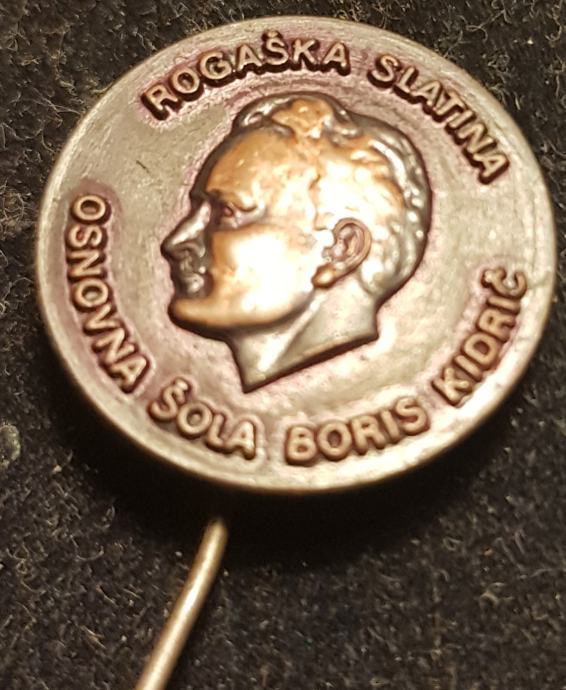 ROGAŠKA SLATINA
OSNOVNA ŠOLA BORIS KIDRIČ